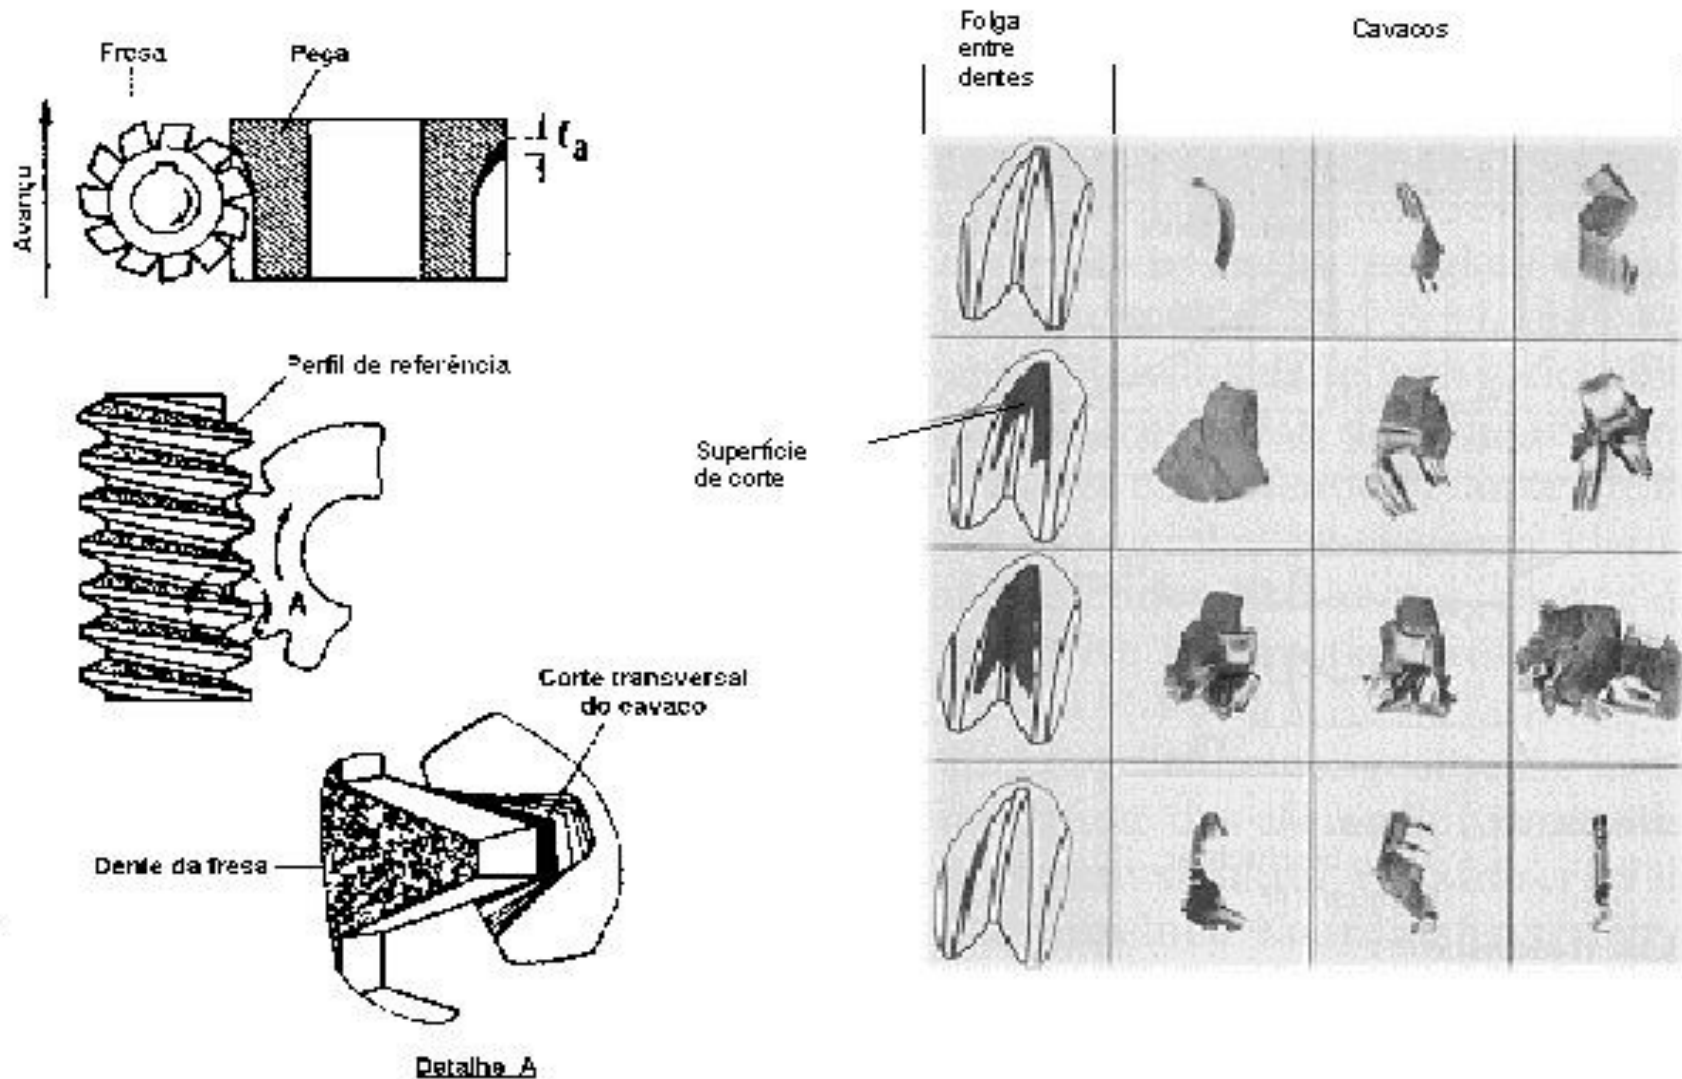 Fresa
Peça
Avanço
fa
Perfil de referência
A
Corte transversal
do cavaco
Dente da fresa
Detalhe A
Folga
entre
dentes
Cavacos
Superfície
de corte